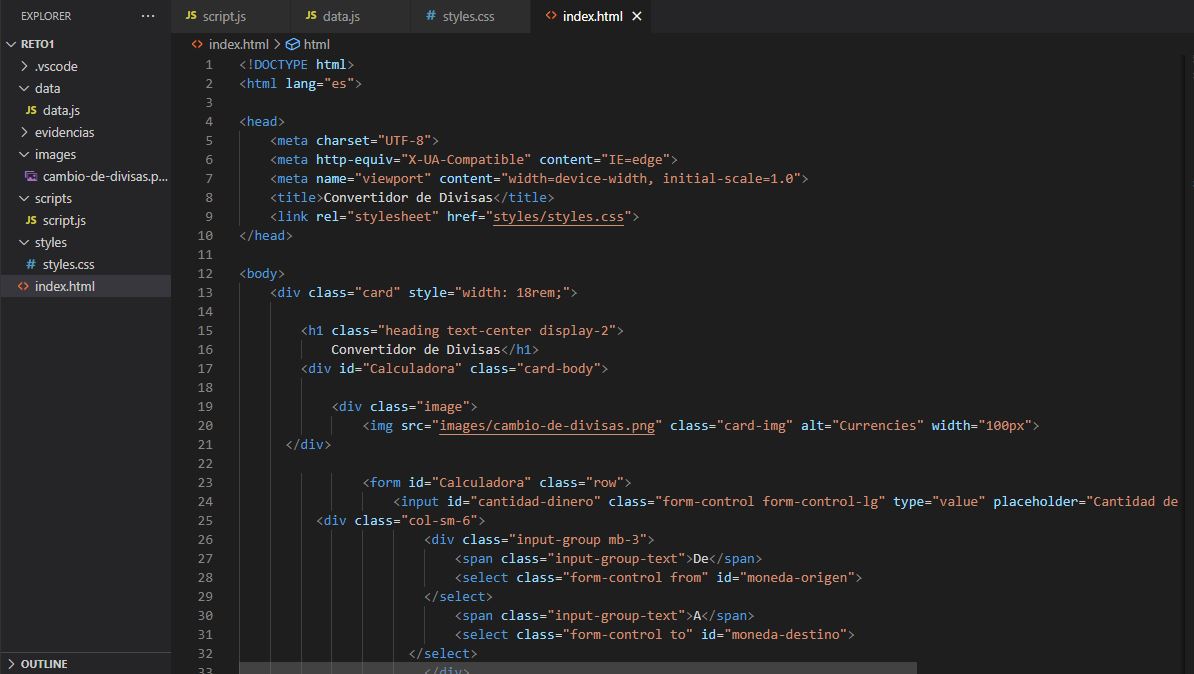 EXPLORER ···
JS script.js JS data.js # styles.css <> index.html ×
RETO1
.vscode
data
JS data.js
evidencias
images
cambio-de-divisas.p...
scripts
JS script.js
styles
# styles.css
<> index.html
OUTLINE
<> index.html > html
1 <!DOCTYPE html>
2 <html lang="es">
3
4 <head>
5 <meta charset="UTF-8">
6 <meta http-equiv="X-UA-Compatible" content="IE=edge">
7 <meta name="viewport" content="width=device-width, initial-scale=1.0">
8 <title>Convertidor de Divisas</title>
9 <link rel="stylesheet" href="styles/styles.css">
10 </head>
11
12 <body>
13 <div class="card" style="width: 18rem;">
14
15 <h1 class="heading text-center display-2">
16 Convertidor de Divisas</h1>
17 <div id="Calculadora" class="card-body">
18
19 <div class="image">
20 <img src="images/cambio-de-divisas.png" class="card-img" alt="Currencies" width="100px">
21 </div>
22
23 <form id="Calculadora" class="row">
24 <input id="cantidad-dinero" class="form-control form-control-lg" type="value" placeholder="Cantidad de
25 <div class="col-sm-6">
26 <div class="input-group mb-3">
27 <span class="input-group-text">De</span>
28 <select class="form-control from" id="moneda-origen">
29 </select>
30 <span class="input-group-text">A</span>
31 <select class="form-control to" id="moneda-destino">
32 </select>
33 </div>